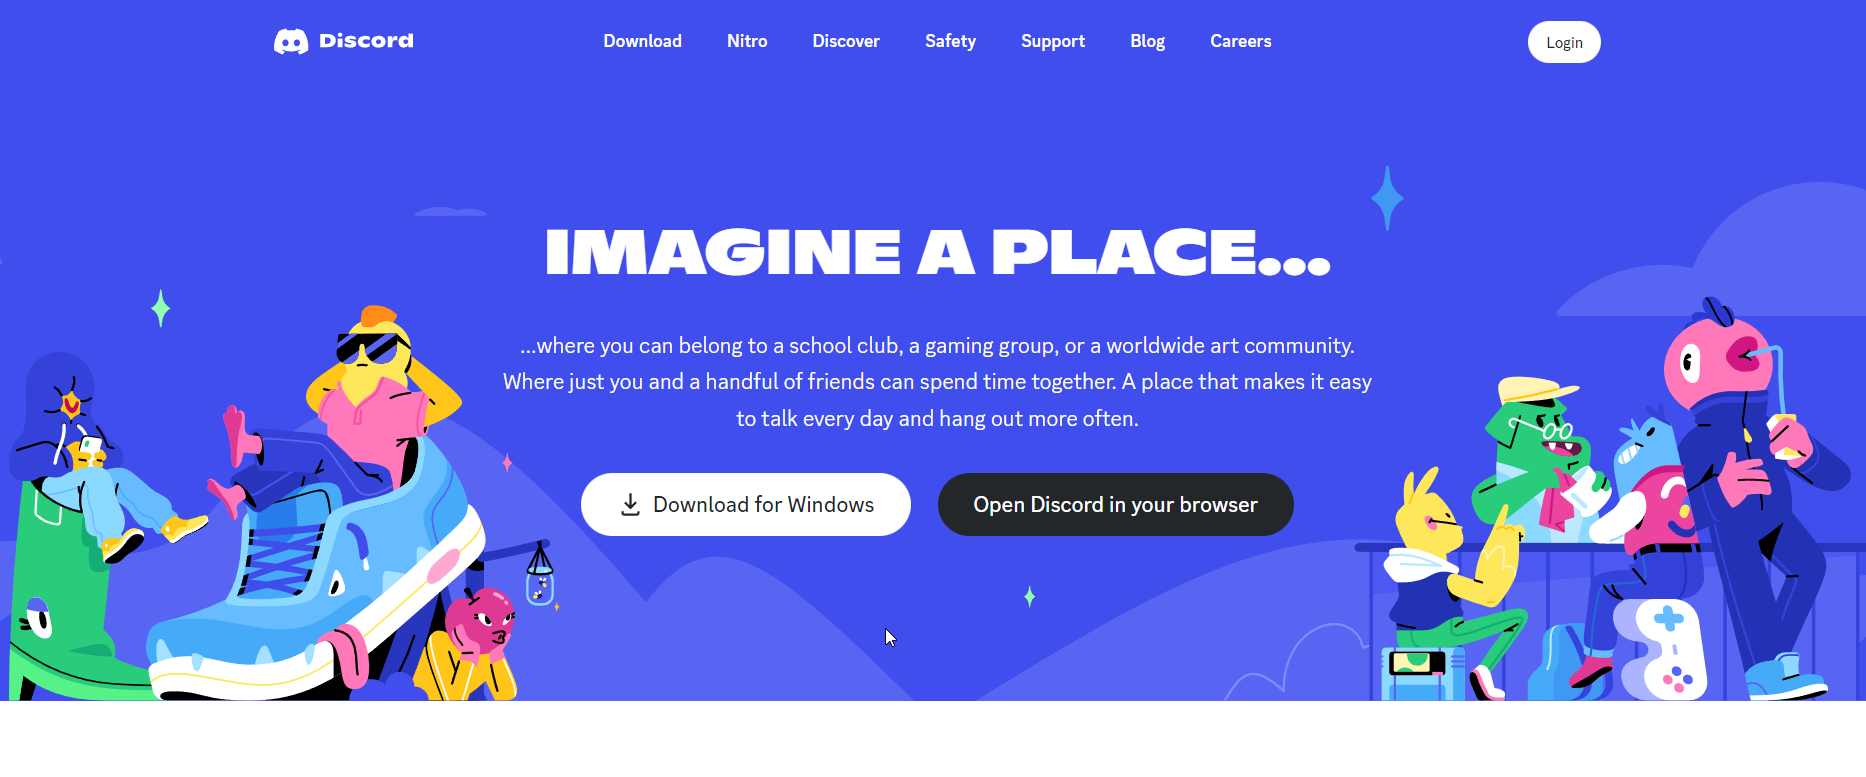 Discord
Download Nitro Discover Safety Support Blog Careers
Login
IMAGINE A PLACE...
...where you can belong to a school club, a gaming group, or a worldwide art community.
Where just you and a handful of friends can spend time together. A place that makes it easy
to talk every day and hang out more often.
Download for Windows
Open Discord in your browser